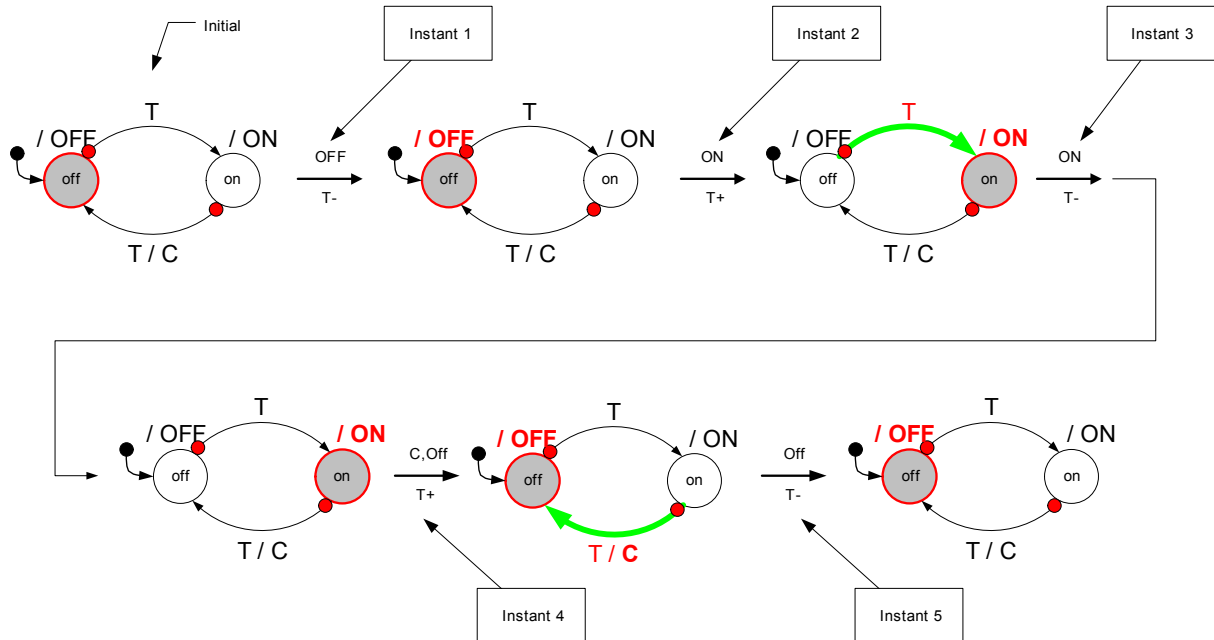 Initial
Instant 1
Instant 2
Instant 3
T
/ OFF
/ ON
off
on
T / C
OFF
T-
T
/ OFF
/ ON
off
on
T / C
ON
T+
T
/ OFF
/ ON
off
on
T / C
ON
T-
T
/ OFF
/ ON
off
on
T / C
C,Off
T+
T
/ OFF
/ ON
off
on
T / C
Off
T-
T
/ OFF
/ ON
off
on
T / C
Instant 4
Instant 5